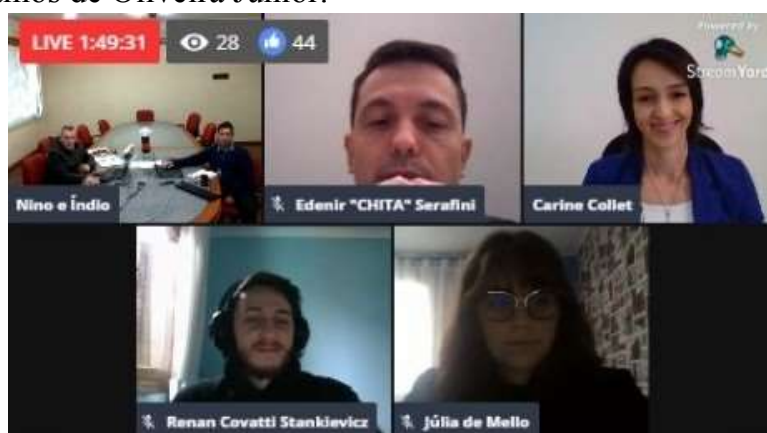 LIVE 1:49:31 28 44
Powered by
StreamYard
Nino e Índio
Edenir "CHITA" Serafini
Carine Collet
Renan Covatti Stankievicz
Júlia de Mello